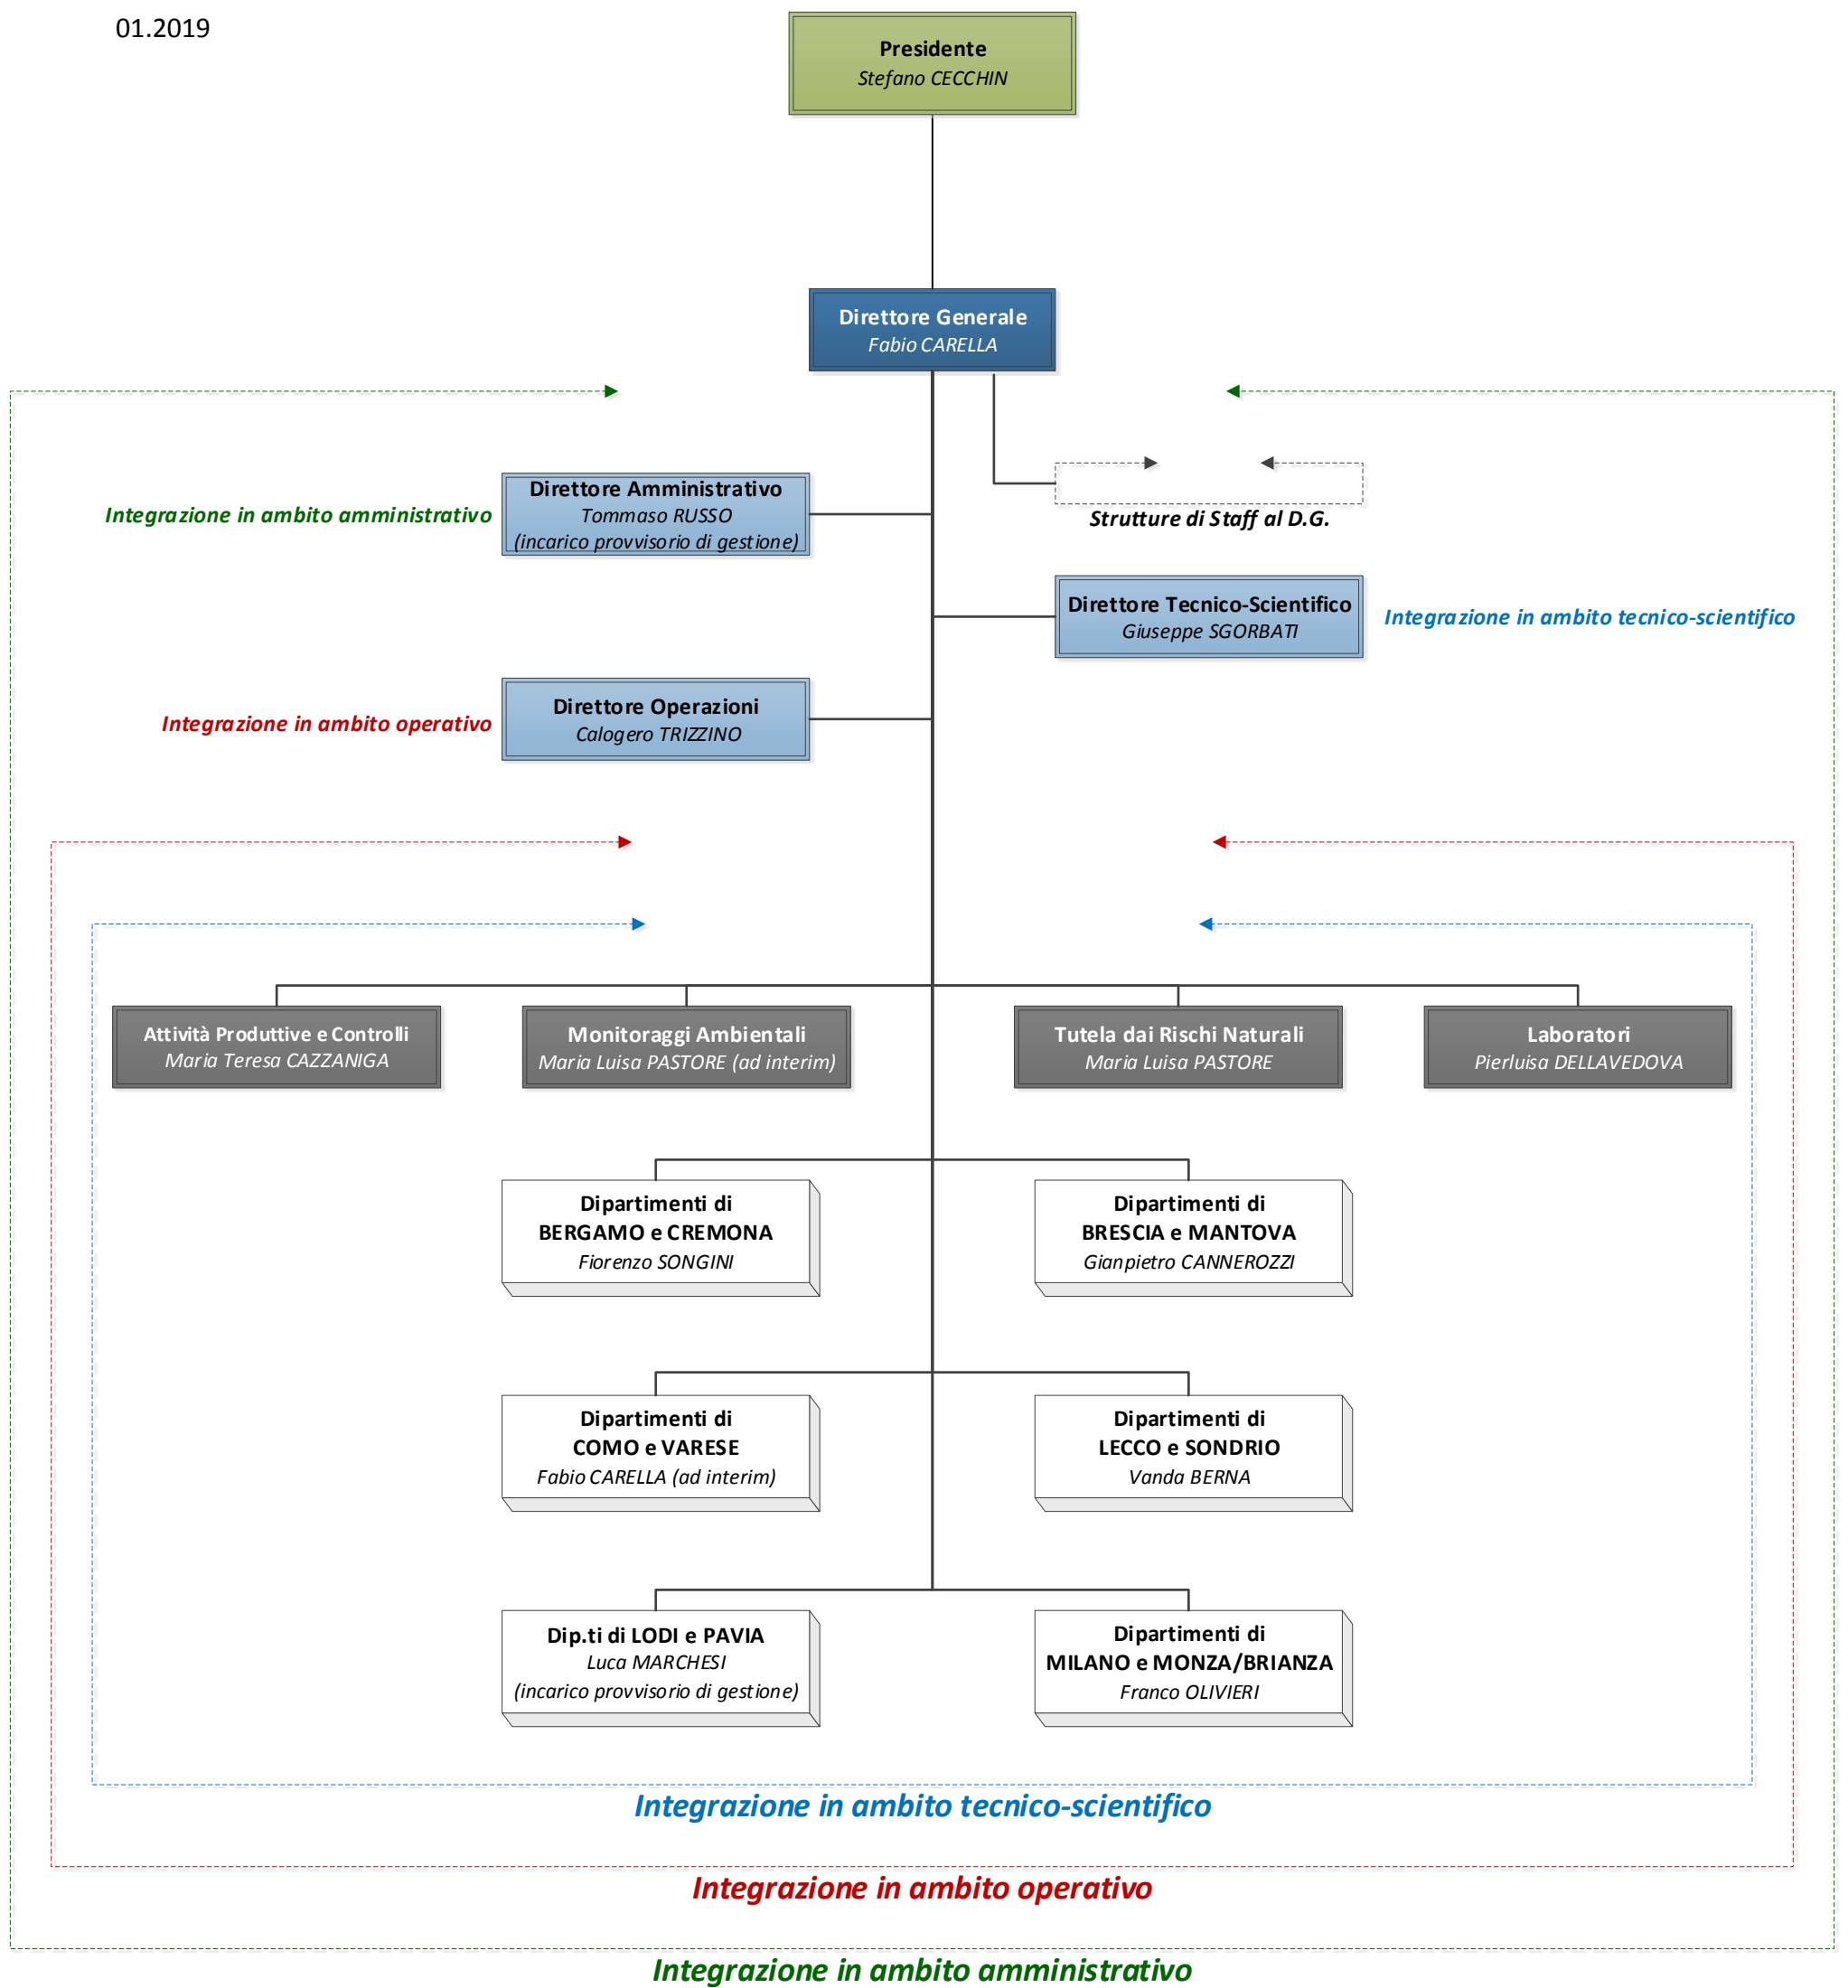 01.2019
Presidente
Stefano CECCHIN
Direttore Generale
Fabio CARELLA
Direttore Amministrativo
Tommaso RUSSO
(incarico provvisorio di gestione)
Integrazione in ambito amministrativo
Strutture di Staff al D.G.
Direttore Tecnico-Scientifico
Giuseppe SGORBATI
Integrazione in ambito tecnico-scientifico
Direttore Operazioni
Calogero TRIZZINO
Integrazione in ambito operativo
Attività Produttive e Controlli
Maria Teresa CAZZANIGA
Monitoraggi Ambientali
Maria Luisa PASTORE (ad interim)
Tutela dai Rischi Naturali
Maria Luisa PASTORE
Laboratori
Pierluisa DELLAVEDOVA
Dipartimenti di
BERGAMO e CREMONA
Fiorenzo SONGINI
Dipartimenti di
BRESCIA e MANTOVA
Gianpietro CANNEROZZI
Dipartimenti di
COMO e VARESE
Fabio CARELLA (ad interim)
Dipartimenti di
LECCO e SONDRIO
Vanda BERNA
Dip.ti di LODI e PAVIA
Luca MARCHESI
(incarico provvisorio di gestione)
Dipartimenti di
MILANO e MONZA/BRIANZA
Franco OLIVIERI
Integrazione in ambito tecnico-scientifico
Integrazione in ambito operativo
Integrazione in ambito amministrativo